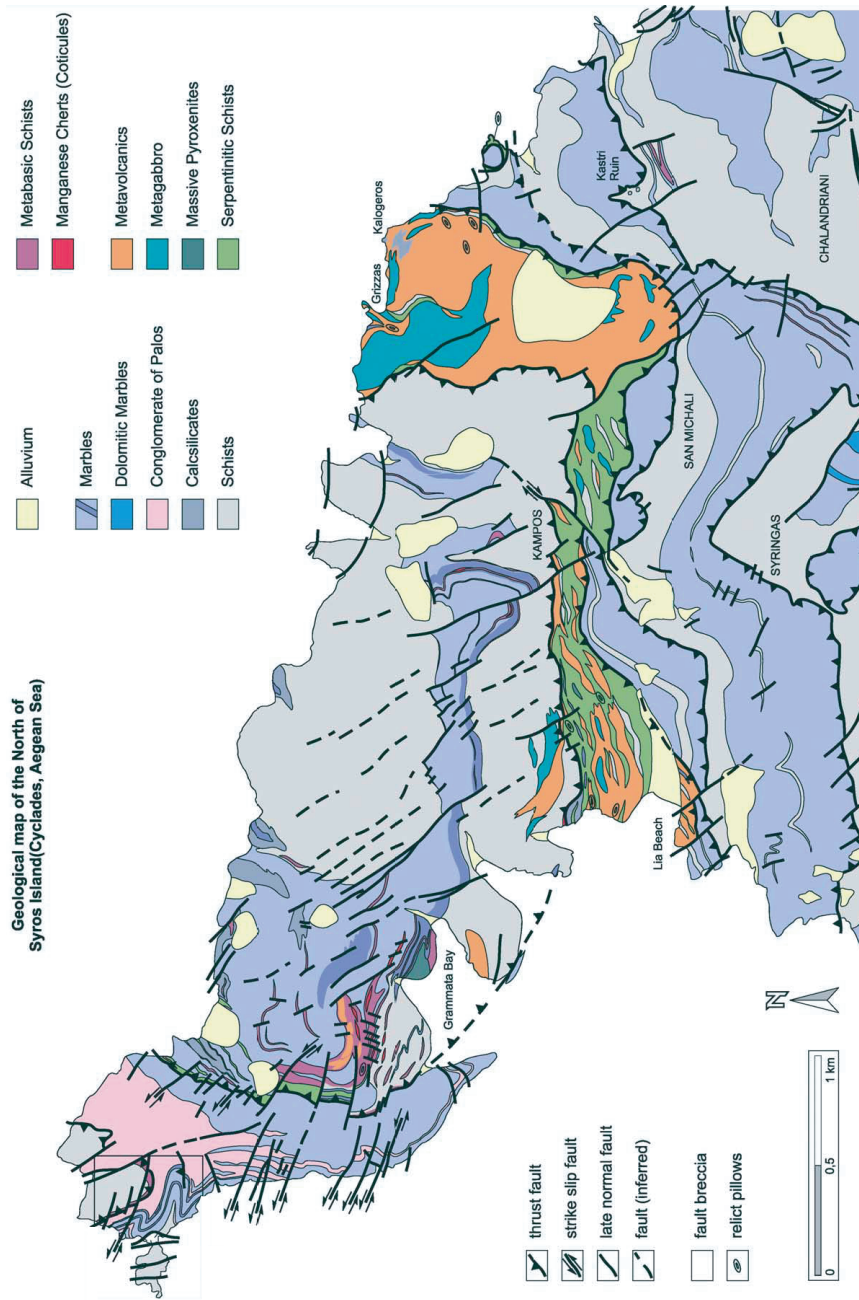 Geological map of the North of
Syros Island(Cyclades, Aegean Sea)
Alluvium
Marbles
Dolomitic Marbles
Conglomerate of Palos
Calcsilicates
Schists
Metabasic Schists
Manganese Cherts (Coticules)
Metavolcanics
Metagabbro
Massive Pyroxenites
Serpentinitic Schists
Grizzas
Kalogeros
Kastri
Ruin
CHALANDRIANI
SAN MICHALI
SYRINGAS
KAMPOS
Lia Beach
Grammata Bay
N
thrust fault
strike slip fault
late normal fault
fault (inferred)
fault breccia
relict pillows
0
0,5
1 km